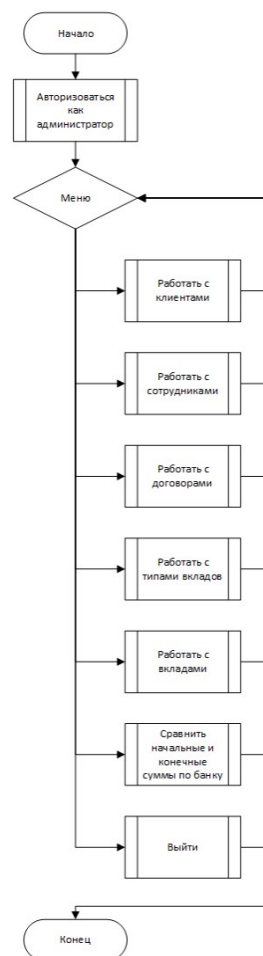 Начало
Авторизоваться
как
администратор
Меню
Работать с
клиентами
Работать с
сотрудниками
Работать с
договорами
Работать с
типами вкладов
Работать с
вкладами
Сравнить
начальные и
конечные
суммы по банку
Выйти
Конец